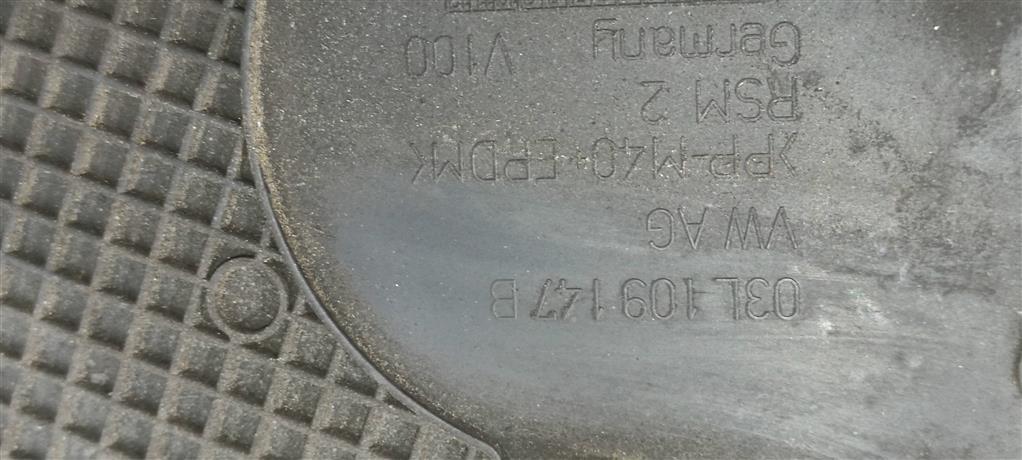 03L 109 147 B
VW AG
>PP-M40+EPDM<
RSM 2
Germany V100